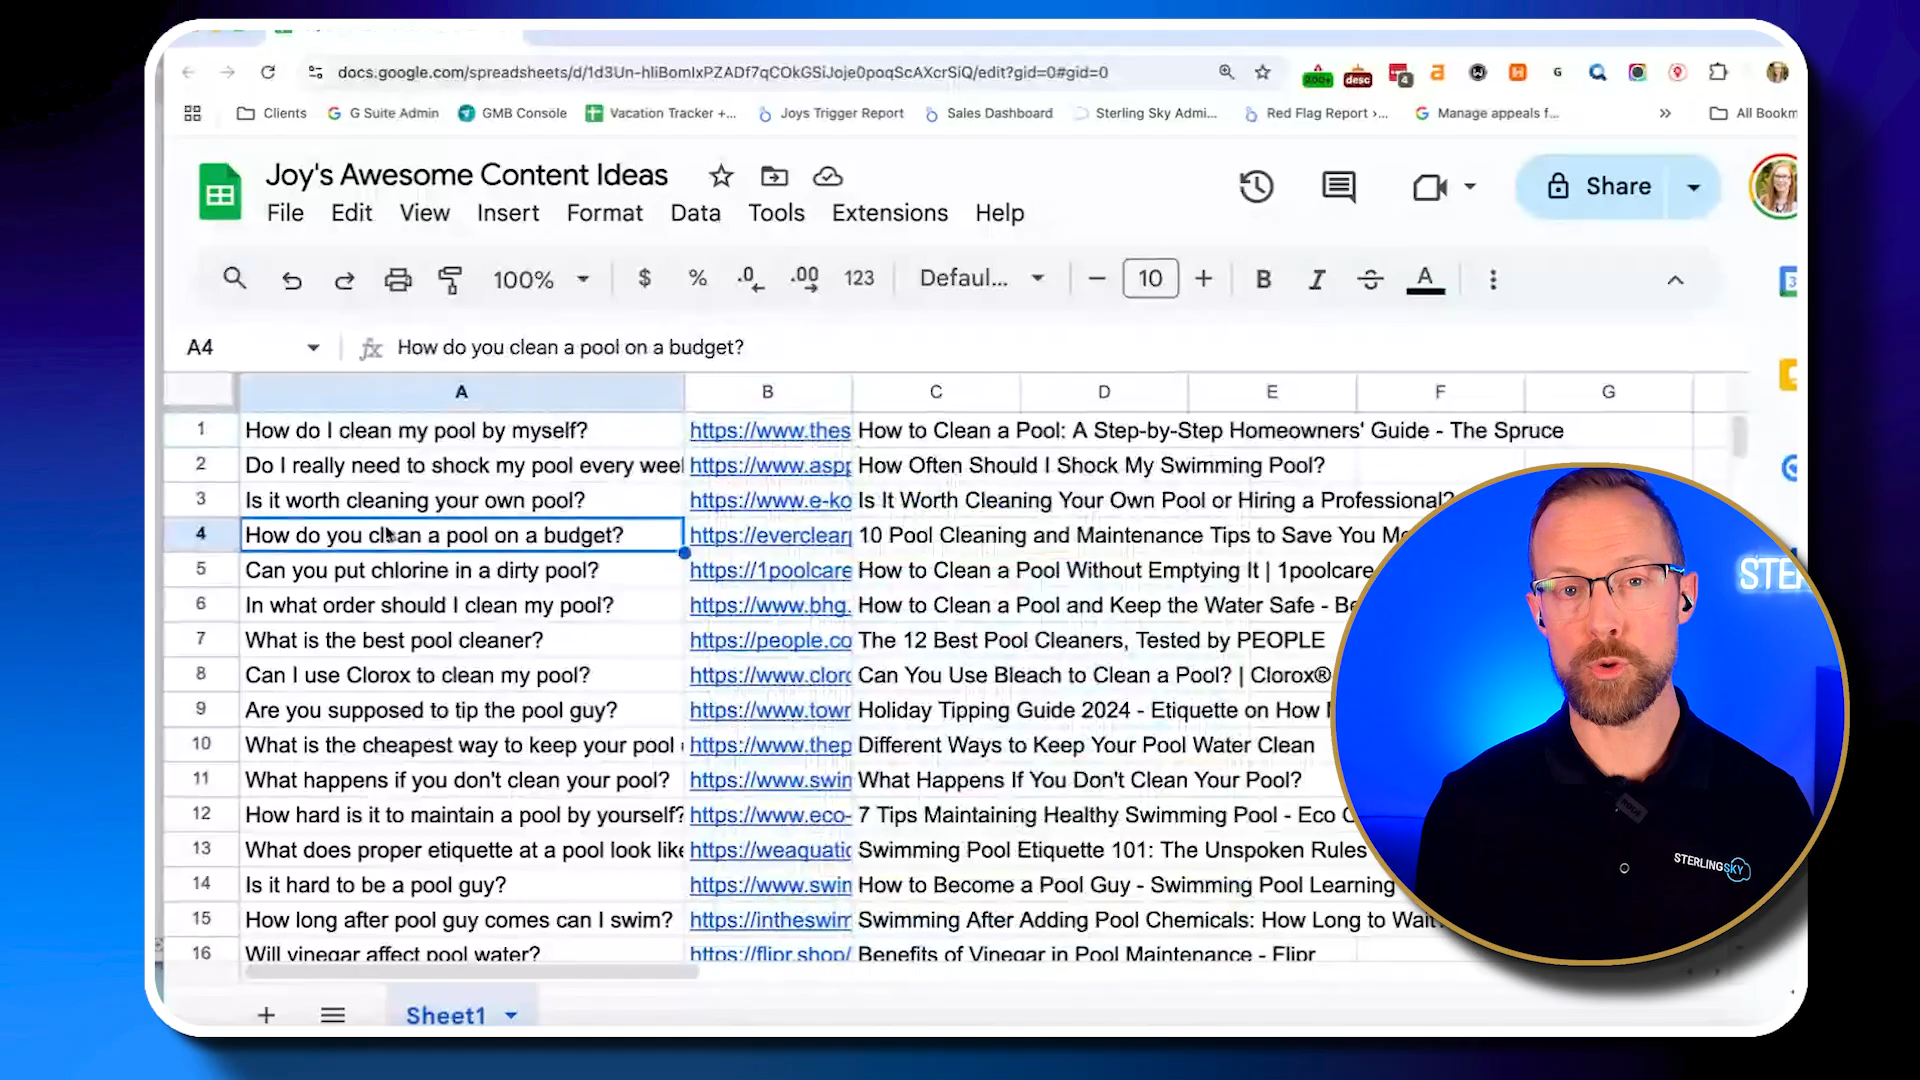 docs.google.com/spreadsheets/d/1d3Un-hliBomIxPZADf7qCOkGSiJoje0poqScAXcrSiQ/edit?gid=0#gid=0
200+
desc
4
Clients
G Suite Admin
GMB Console
Vacation Tracker +...
Joys Trigger Report
Sales Dashboard
Sterling Sky Admi...
Red Flag Report ›...
Manage appeals f...
»
All Bookm
Joy's Awesome Content Ideas
Share
File Edit View Insert Format Data Tools Extensions Help
100% $ % .0 .00 123 Defaul... − 10 + B I S A
A4 fx How do you clean a pool on a budget?
A B C D E F G
1 How do I clean my pool by myself? https://www.thes How to Clean a Pool: A Step-by-Step Homeowners' Guide - The Spruce
2 Do I really need to shock my pool every weel https://www.aspp How Often Should I Shock My Swimming Pool?
3 Is it worth cleaning your own pool? https://www.e-ko Is It Worth Cleaning Your Own Pool or Hiring a Professional?
4 How do you clean a pool on a budget? https://everclearp 10 Pool Cleaning and Maintenance Tips to Save You Mo
5 Can you put chlorine in a dirty pool? https://1poolcare How to Clean a Pool Without Emptying It | 1poolcare
6 In what order should I clean my pool? https://www.bhg. How to Clean a Pool and Keep the Water Safe - Be
7 What is the best pool cleaner? https://people.co The 12 Best Pool Cleaners, Tested by PEOPLE
8 Can I use Clorox to clean my pool? https://www.cloro Can You Use Bleach to Clean a Pool? | Clorox®
9 Are you supposed to tip the pool guy? https://www.town Holiday Tipping Guide 2024 - Etiquette on How
10 What is the cheapest way to keep your pool https://www.thep Different Ways to Keep Your Pool Water Clean
11 What happens if you don't clean your pool? https://www.swin What Happens If You Don't Clean Your Pool?
12 How hard is it to maintain a pool by yourself? https://www.eco- 7 Tips Maintaining Healthy Swimming Pool - Eco
13 What does proper etiquette at a pool look like https://weaquatic Swimming Pool Etiquette 101: The Unspoken Rules
14 Is it hard to be a pool guy? https://www.swin How to Become a Pool Guy - Swimming Pool Learning
15 How long after pool guy comes can I swim? https://intheswim Swimming After Adding Pool Chemicals: How Long to Wait
16 Will vinegar affect pool water? https://flipr.shop/ Benefits of Vinegar in Pool Maintenance - Flipr
Sheet1
STE
STERLINGSKY